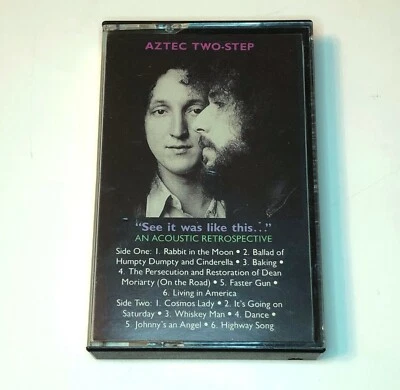 AZTEC TWO-STEP
"See it was like this..."
AN ACOUSTIC RETROSPECTIVE
Side One: 1. Rabbit in the Moon • 2. Ballad of
Humpty Dumpty and Cinderella • 3. Baking •
4. The Persecution and Restoration of Dean
Moriarty (On the Road) • 5. Faster Gun •
6. Living in America
Side Two: 1. Cosmos Lady • 2. It's Going on
Saturday • 3. Whiskey Man • 4. Dance •
5. Johnny's an Angel • 6. Highway Song